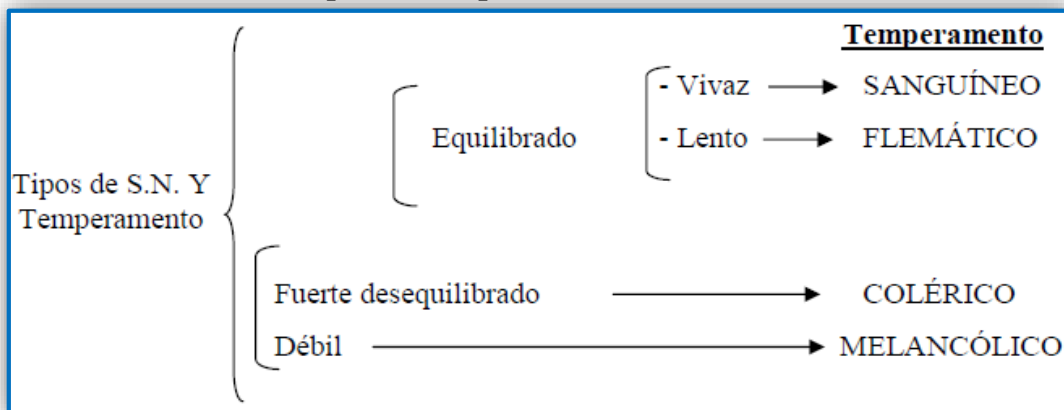 Temperamento
- Vivaz SANGUÍNEO
Equilibrado - Lento FLEMÁTICO
Tipos de S.N. Y
Temperamento
Fuerte desequilibrado COLÉRICO
Débil MELANCÓLICO